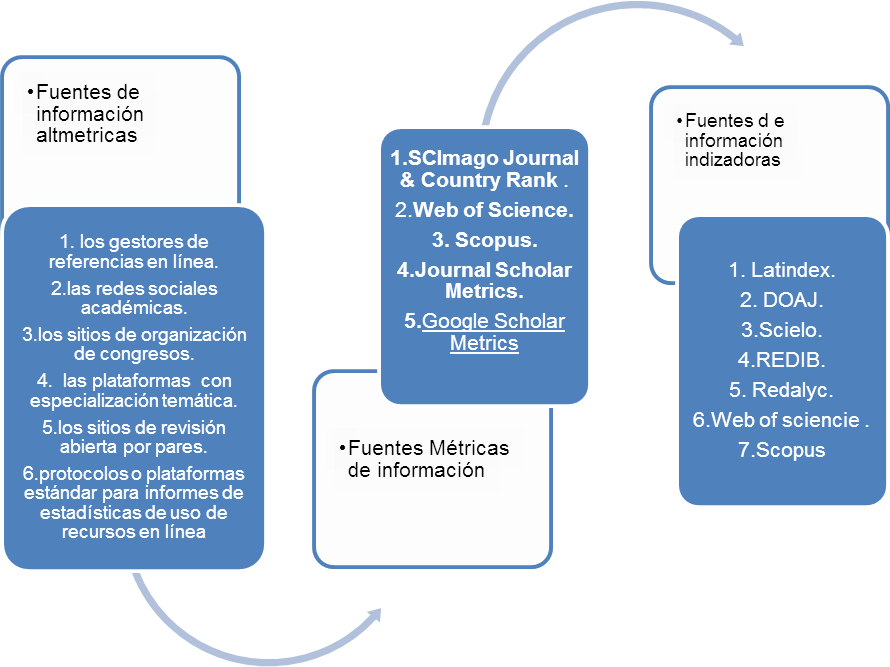 •Fuentes de
información
altmetricas
1. los gestores de
referencias en línea.
2.las redes sociales
académicas.
3.los sitios de organización
de congresos.
4.  las plataformas  con
especialización temática.
5.los sitios de revisión
abierta por pares.
6.protocolos o plataformas
estándar para informes de
estadísticas de uso de
recursos en línea
1.SCImago Journal
& Country Rank .
2.Web of Science.
3. Scopus.
4.Journal Scholar
Metrics.
5.Google Scholar
Metrics
•Fuentes Métricas
de información
•Fuentes d e
información
indizadoras
1. Latindex.
2. DOAJ.
3.Scielo.
4.REDIB.
5. Redalyc.
6.Web of sciencie .
7.Scopus